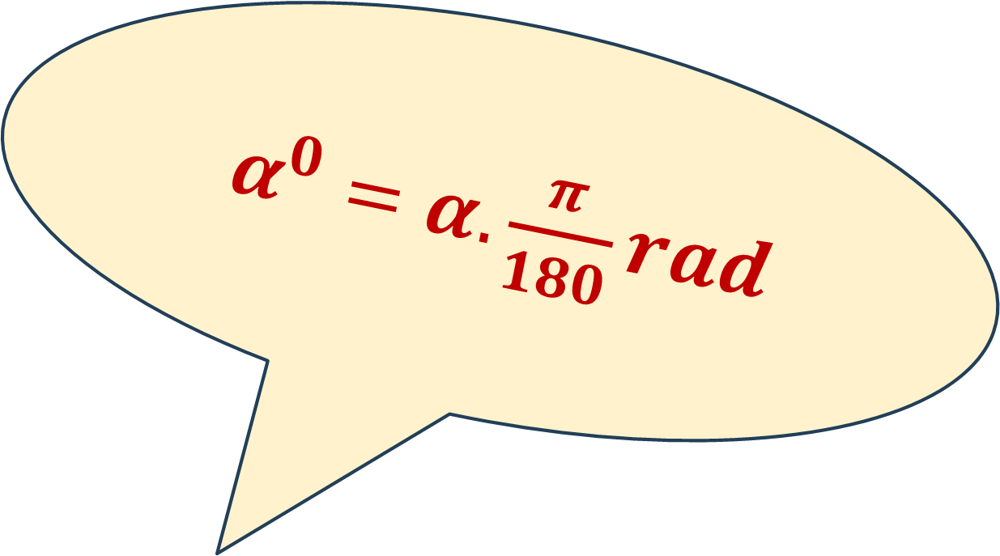 α⁰ = α. π/180 rad